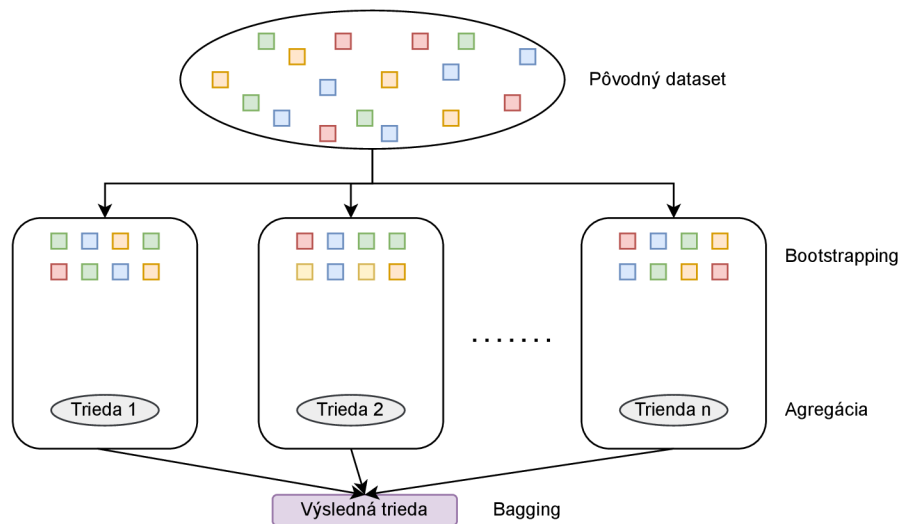 Pôvodný dataset
Bootstrapping
.......
Trieda 1
Trieda 2
Trienda n
Agregácia
Výsledná trieda
Bagging